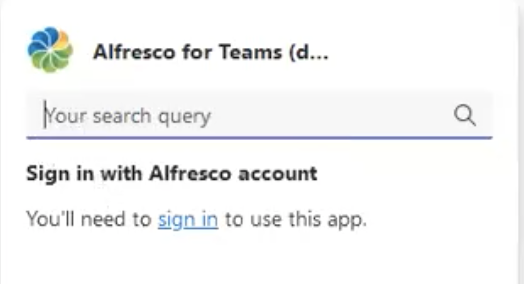 Alfresco for Teams (d...
Your search query
Sign in with Alfresco account
You'll need to sign in to use this app.